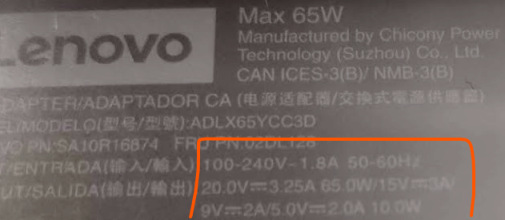 Max 65W
Lenovo
Manufactured by Chicony Power
Technology (Suzhou) Co., Ltd.
CAN ICES-3(B)/ NMB-3(B)
ADAPTER/ADAPTADOR CA (电源适配器/交換式電源供應器)
EL/MODELO(型号/型號):ADLX65YCC3D
VO PN:SA10R16874 FRU PN:02DL128
T/ENTRADA(输入/輸入) 100-240V~1.8A 50-60Hz
UT/SALIDA(输出/輸出) 20.0V⎓3.25A 65.0W/15V⎓3A/
9V⎓2A/5.0V⎓2.0A 10.0W